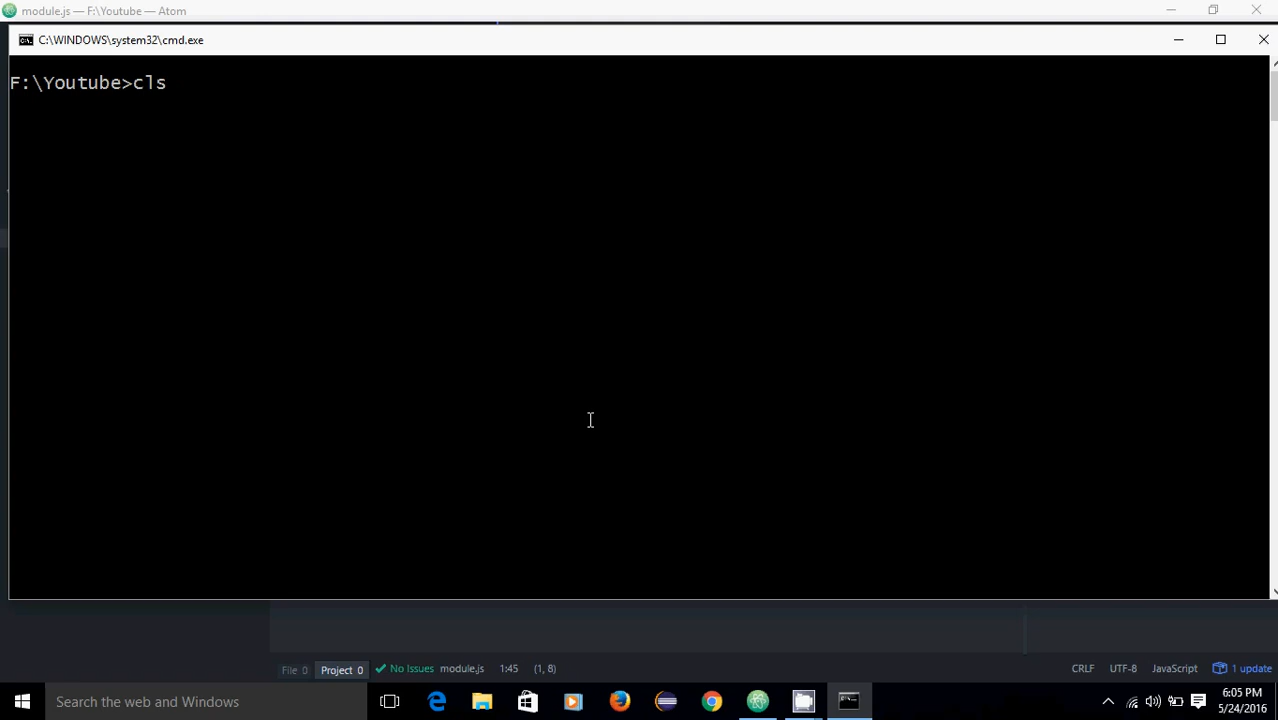 module.js — F:\Youtube — Atom
C:\WINDOWS\system32\cmd.exe
F:\Youtube>cls
File 0 Project 0 No Issues module.js 1:45 (1, 8) CRLF UTF-8 JavaScript 1 update
Search the web and Windows
6:05 PM
5/24/2016